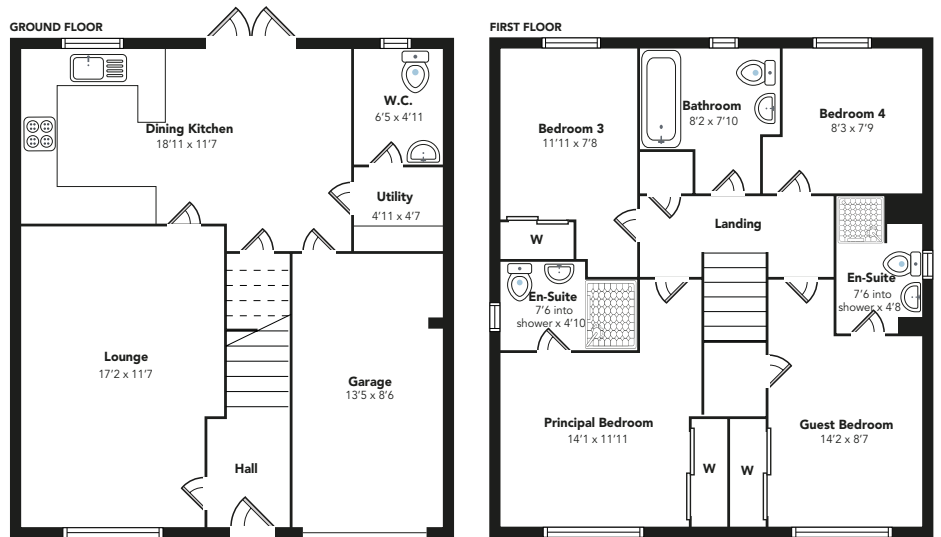 GROUND FLOOR
Dining Kitchen
18'11 x 11'7
W.C.
6'5 x 4'11
Utility
4'11 x 4'7
Lounge
17'2 x 11'7
Garage
13'5 x 8'6
Hall
FIRST FLOOR
Bedroom 3
11'11 x 7'8
Bathroom
8'2 x 7'10
Bedroom 4
8'3 x 7'9
Landing
W
En-Suite
7'6 into
shower x 4'10
En-Suite
7'6 into
shower x 4'8
Principal Bedroom
14'1 x 11'11
Guest Bedroom
14'2 x 8'7
W
W